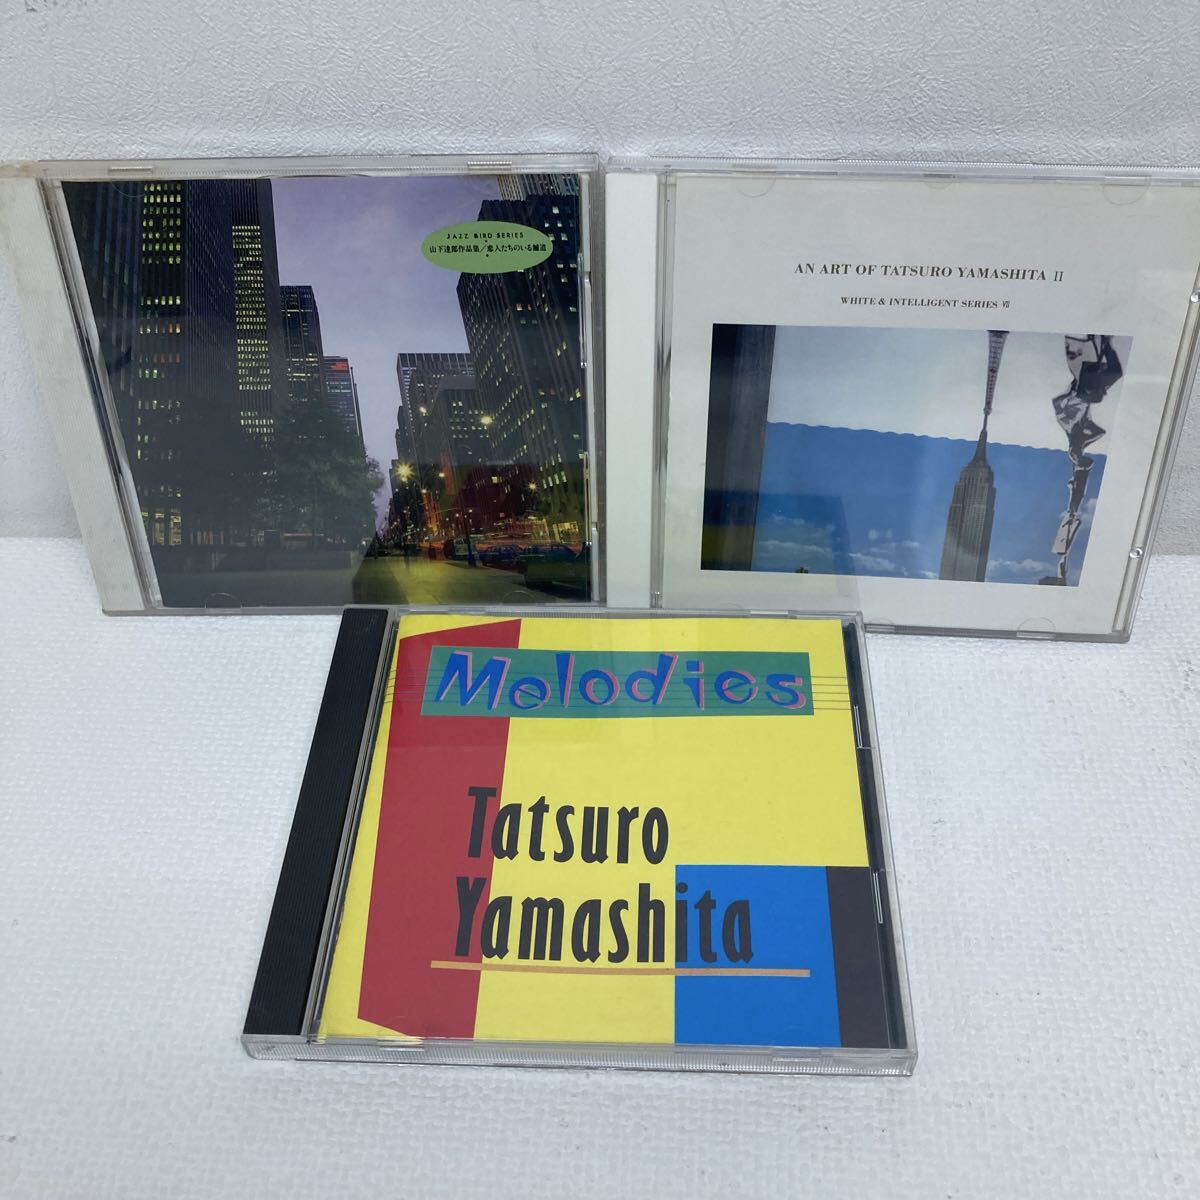 JAZZ BIRD SERIES
山下達郎作品集／恋人たちのいる舗道
AN ART OF TATSURO YAMASHITA II
WHITE & INTELLIGENT SERIES Ⅶ
Melodies
Tatsuro
Yamashita